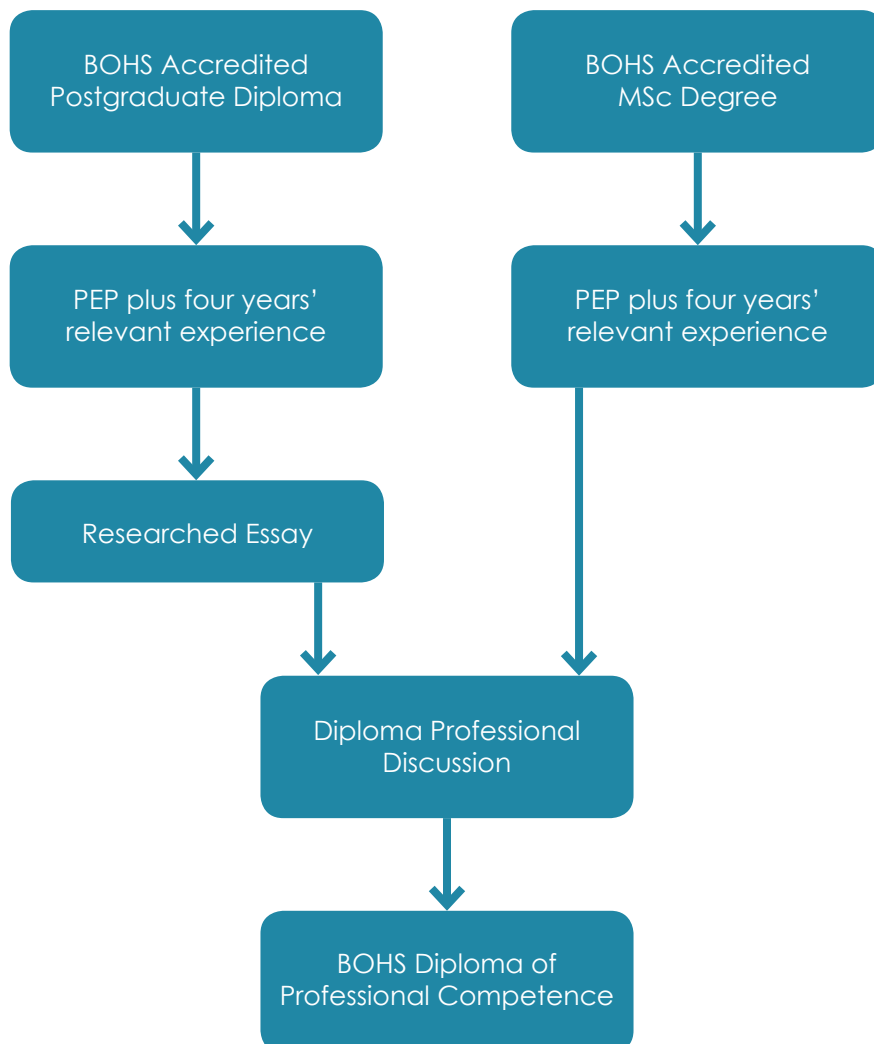 BOHS Accredited
Postgraduate Diploma
BOHS Accredited
MSc Degree
PEP plus four years’
relevant experience
PEP plus four years’
relevant experience
Researched Essay
Diploma Professional
Discussion
BOHS Diploma of
Professional Competence